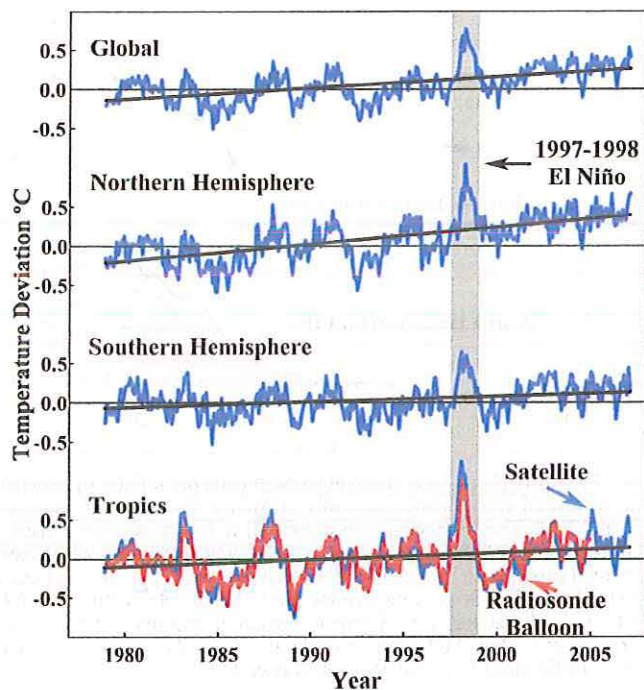 Global
0.5
0.0
-0.5
1997-1998
El Niño
Northern Hemisphere
0.5
0.0
-0.5
Temperature Deviation ºC
Southern Hemisphere
0.5
0.0
-0.5
Satellite
Tropics
0.5
0.0
-0.5
Radiosonde
Balloon
1980
1985
1990
1995
2000
2005
Year